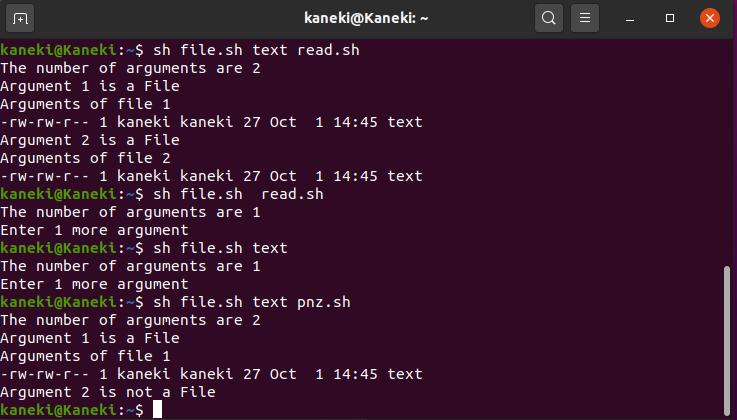 kaneki@Kaneki: ~
kaneki@Kaneki:~$ sh file.sh text read.sh
The number of arguments are 2
Argument 1 is a File
Arguments of file 1
-rw-rw-r-- 1 kaneki kaneki 27 Oct  1 14:45 text
Argument 2 is a File
Arguments of file 2
-rw-rw-r-- 1 kaneki kaneki 27 Oct  1 14:45 text
kaneki@Kaneki:~$ sh file.sh  read.sh
The number of arguments are 1
Enter 1 more argument
kaneki@Kaneki:~$ sh file.sh text
The number of arguments are 1
Enter 1 more argument
kaneki@Kaneki:~$ sh file.sh text pnz.sh
The number of arguments are 2
Argument 1 is a File
Arguments of file 1
-rw-rw-r-- 1 kaneki kaneki 27 Oct  1 14:45 text
Argument 2 is not a File
kaneki@Kaneki:~$